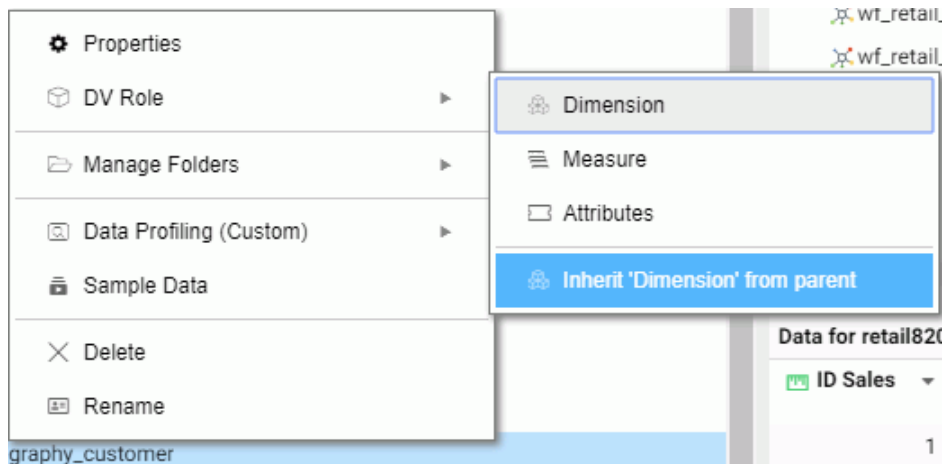 Properties
DV Role
Manage Folders
Data Profiling (Custom)
Sample Data
Delete
Rename
graphy_customer
wf_retail_
wf_retail_
Dimension
Measure
Attributes
Inherit 'Dimension' from parent
Data for retail820
ID Sales
1